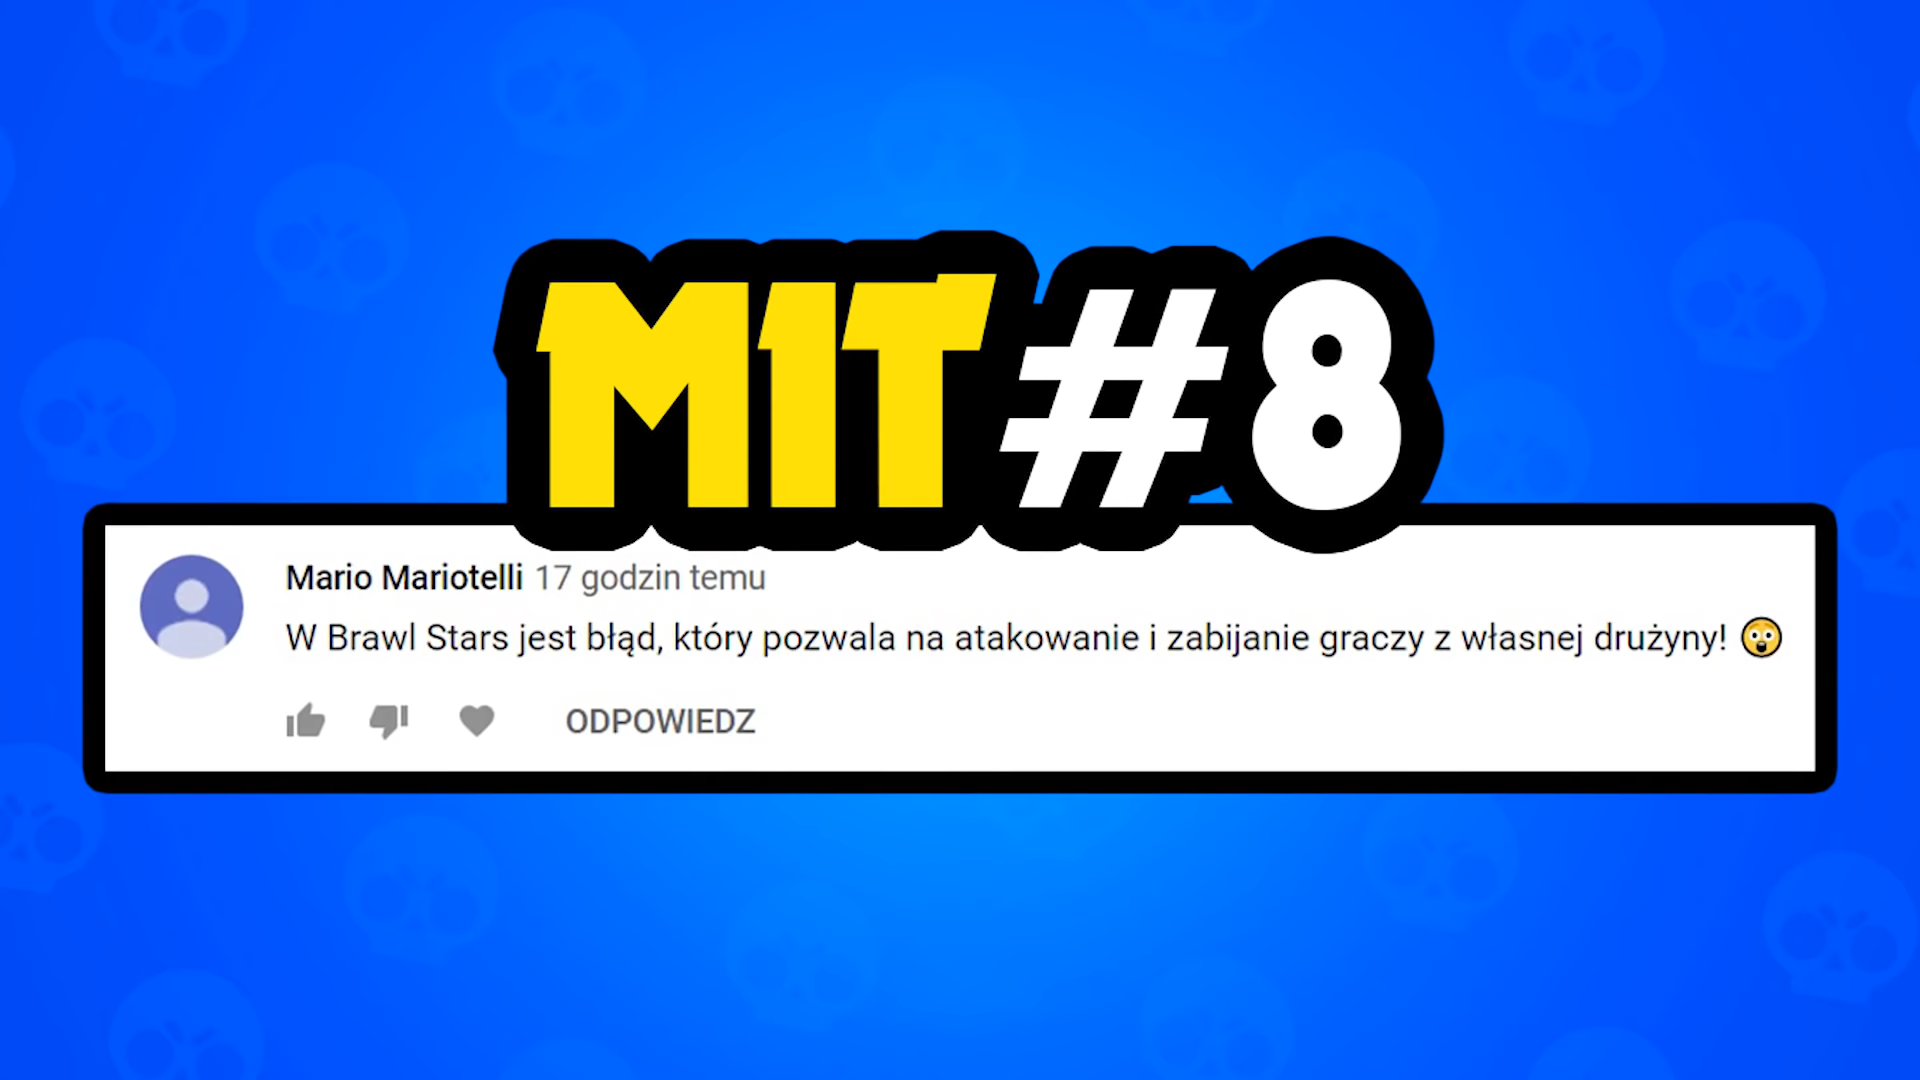 MIT#8
Mario Mariotelli 17 godzin temu
W Brawl Stars jest błąd, który pozwala na atakowanie i zabijanie graczy z własnej drużyny! 😲
ODPOWIEDZ